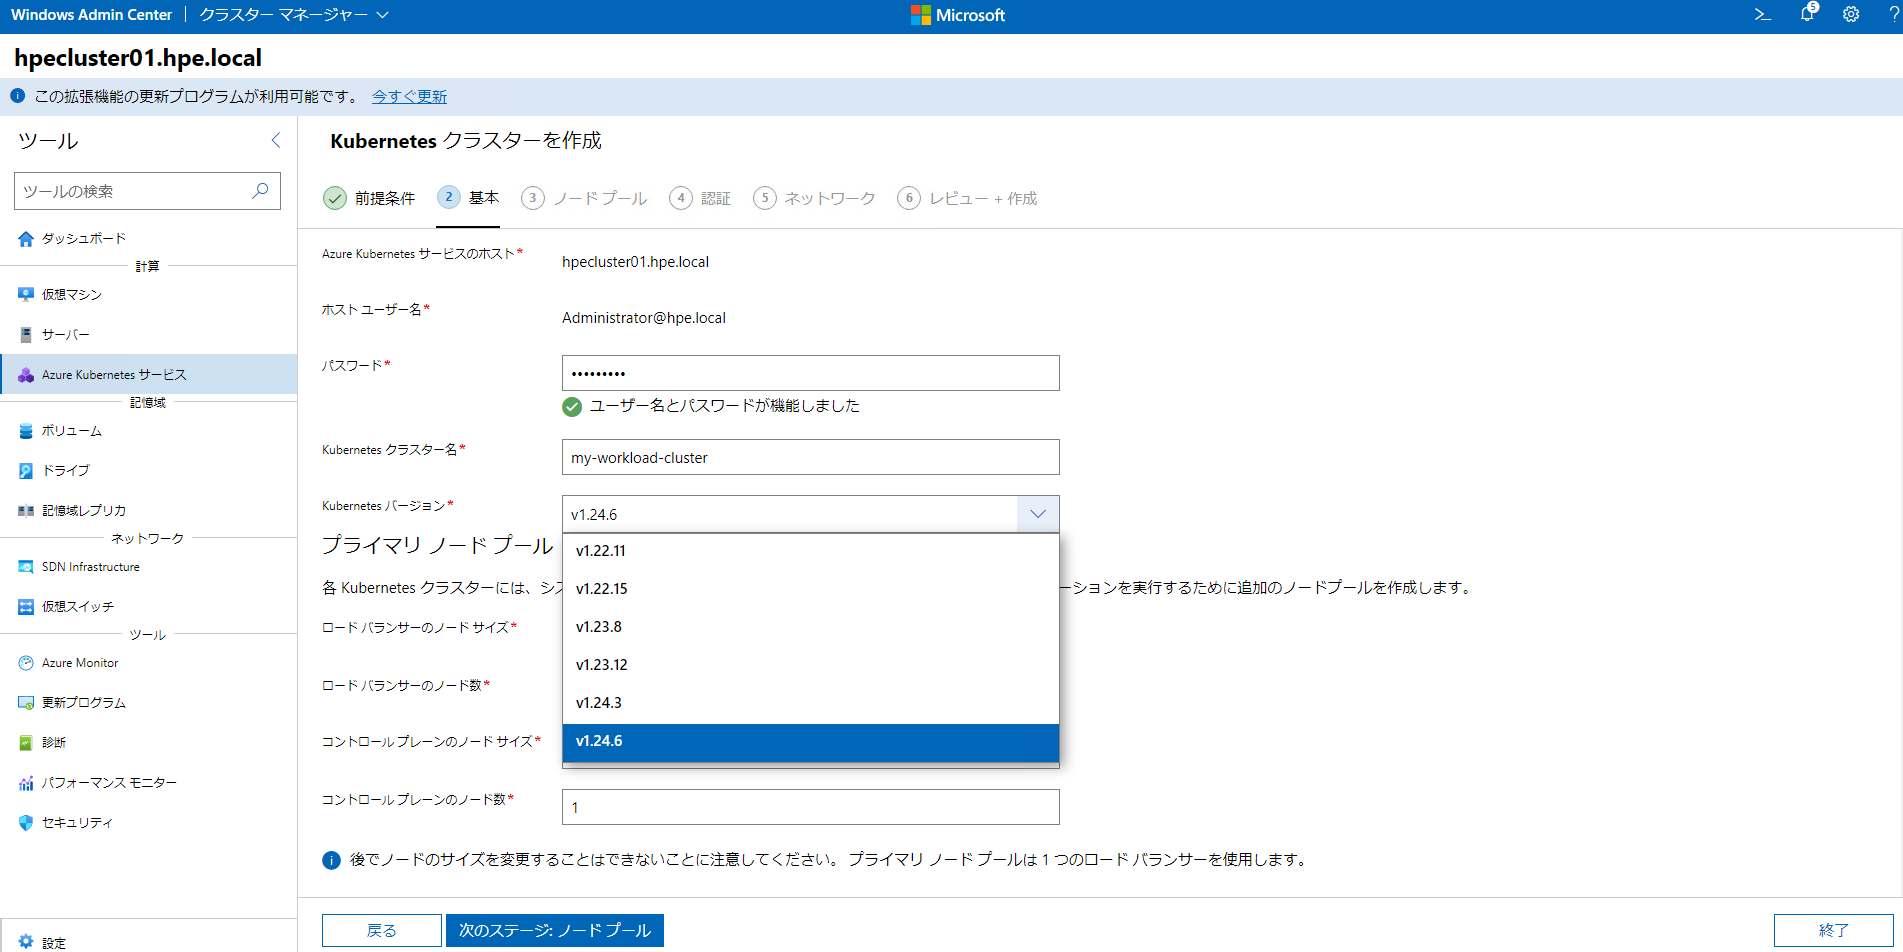 Windows Admin Center | クラスター マネージャー
Microsoft
5
hpecluster01.hpe.local
この拡張機能の更新プログラムが利用可能です。 今すぐ更新
ツール
ツールの検索
ダッシュボード
計算
仮想マシン
サーバー
Azure Kubernetes サービス
記憶域
ボリューム
ドライブ
記憶域レプリカ
ネットワーク
SDN Infrastructure
仮想スイッチ
ツール
Azure Monitor
更新プログラム
診断
パフォーマンス モニター
セキュリティ
設定
Kubernetes クラスターを作成
前提条件 2 基本 3 ノード プール 4 認証 5 ネットワーク 6 レビュー + 作成
Azure Kubernetes サービスのホスト*
hpecluster01.hpe.local
ホスト ユーザー名*
Administrator@hpe.local
パスワード*
•••••••••
ユーザー名とパスワードが機能しました
Kubernetes クラスター名*
my-workload-cluster
Kubernetes バージョン*
v1.24.6
v1.22.11
v1.22.15
v1.23.8
v1.23.12
v1.24.3
v1.24.6
プライマリ ノード プール
各 Kubernetes クラスターには、シス
ーションを実行するために追加のノードプールを作成します。
ロード バランサーのノード サイズ*
ロード バランサーのノード数*
コントロール プレーンのノード サイズ*
コントロール プレーンのノード数*
1
後でノードのサイズを変更することはできないことに注意してください。 プライマリ ノード プールは 1 つのロード バランサーを使用します。
戻る
次のステージ: ノード プール
終了